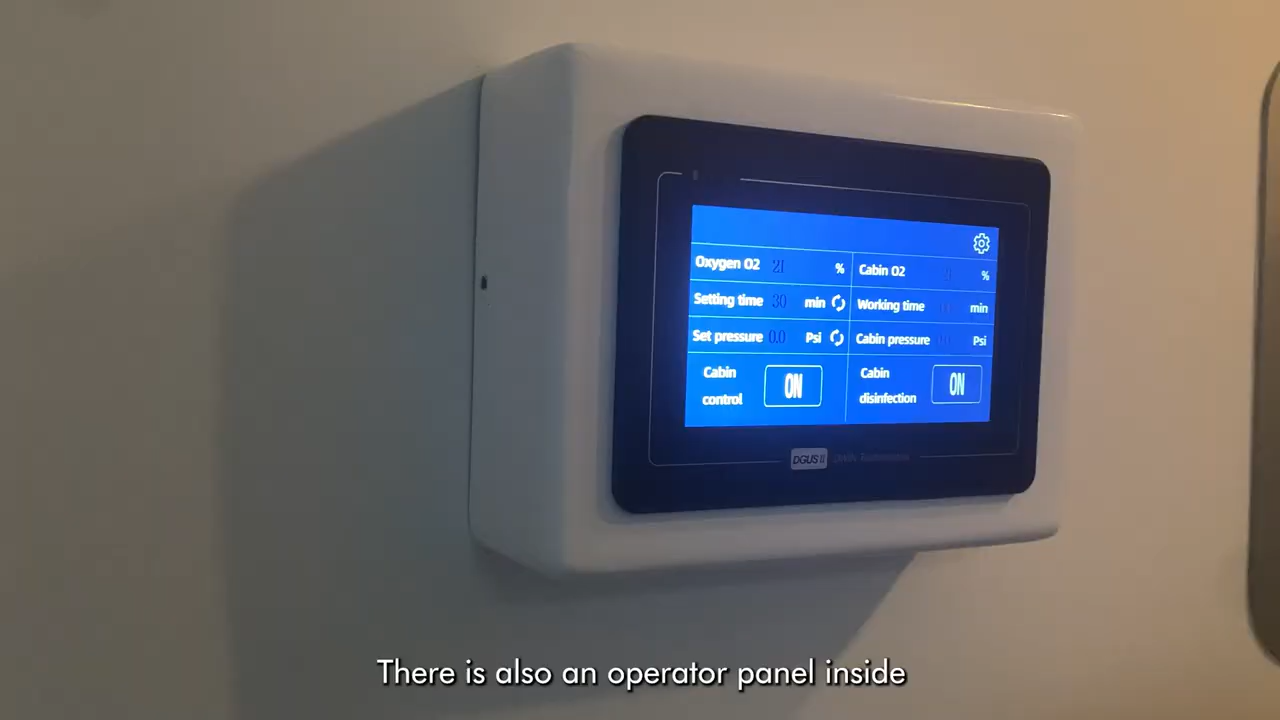 Oxygen O2 21 % Cabin O2 %
Setting time 30 min Working time min
Set pressure 0.0 Psi Cabin pressure Psi
Cabin control ON Cabin disinfection ON
DGUS II
There is also an operator panel inside